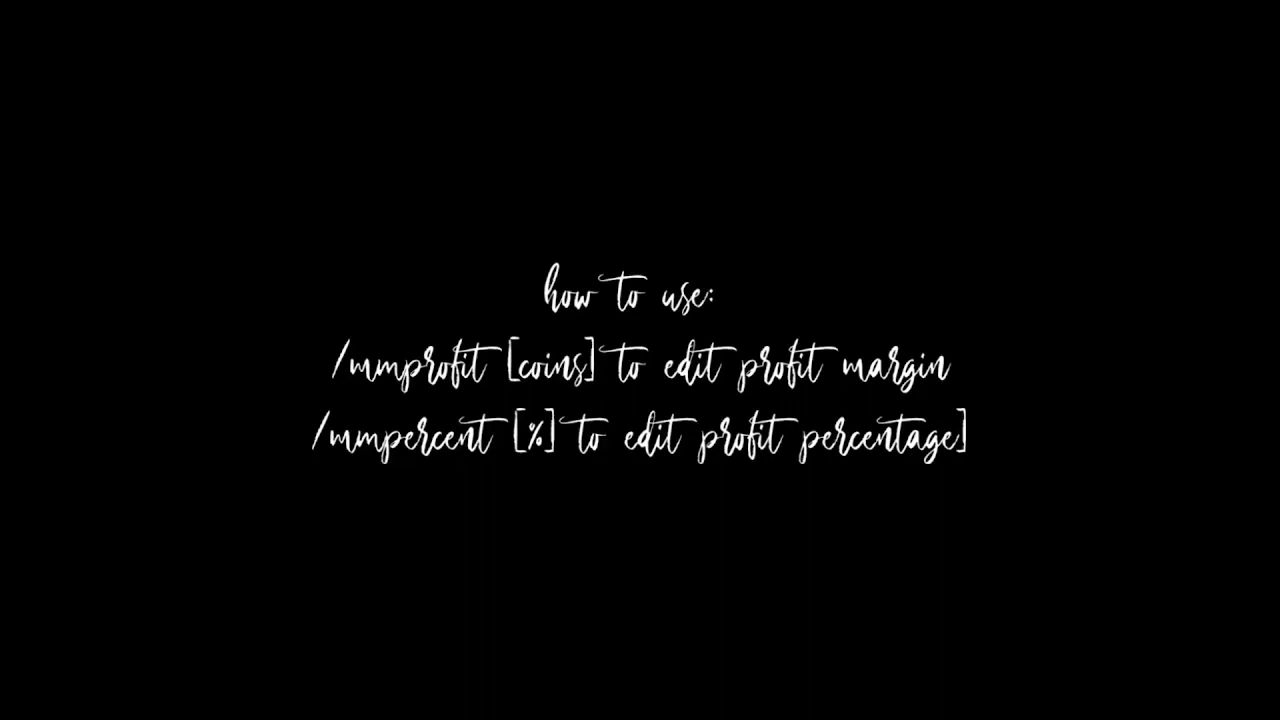 how to use:
/mmprofit [coins] to edit profit margin
/mmpercent [%] to edit profit percentage]